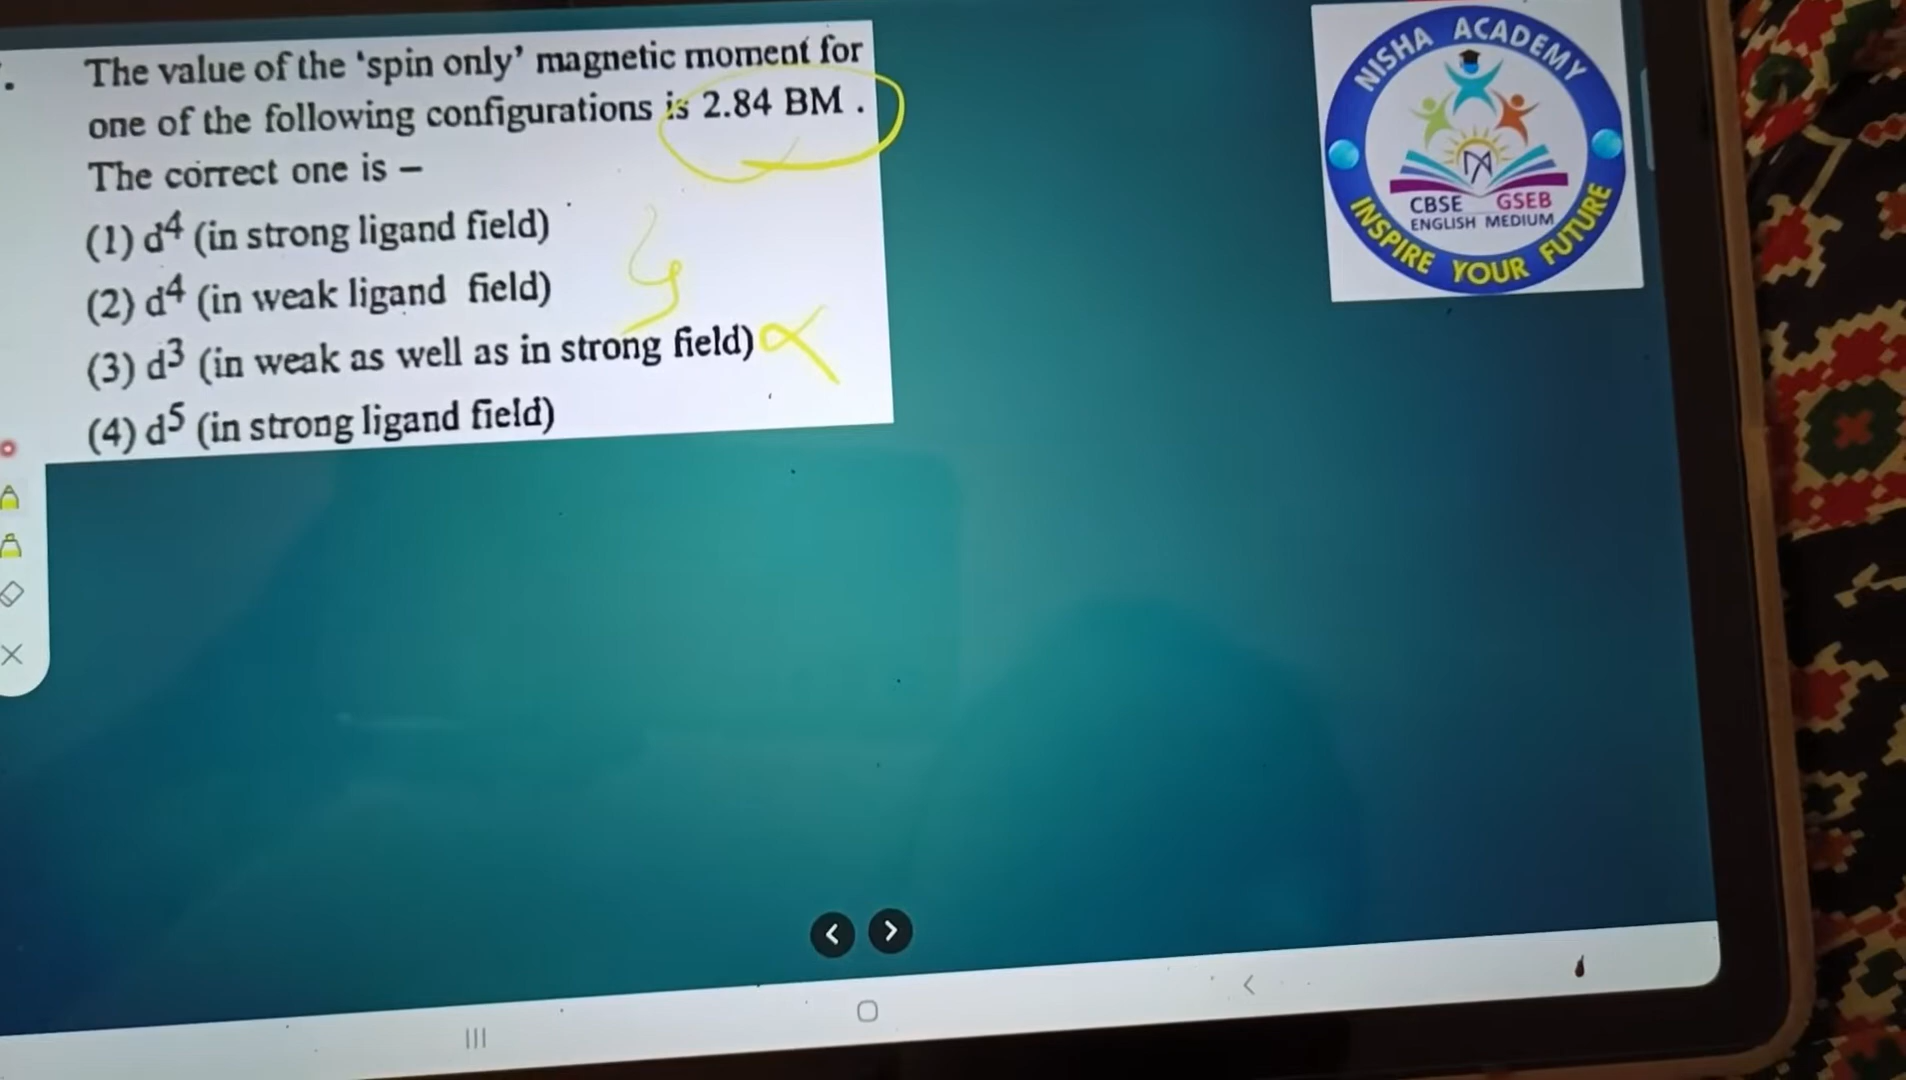 The value of the 'spin only' magnetic moment for
one of the following configurations is 2.84 BM .
The correct one is –
(1) d⁴ (in strong ligand field)
(2) d⁴ (in weak ligand field)
(3) d³ (in weak as well as in strong field)
(4) d⁵ (in strong ligand field)
NISHA ACADEMY
CBSE GSEB
ENGLISH MEDIUM
INSPIRE YOUR FUTURE